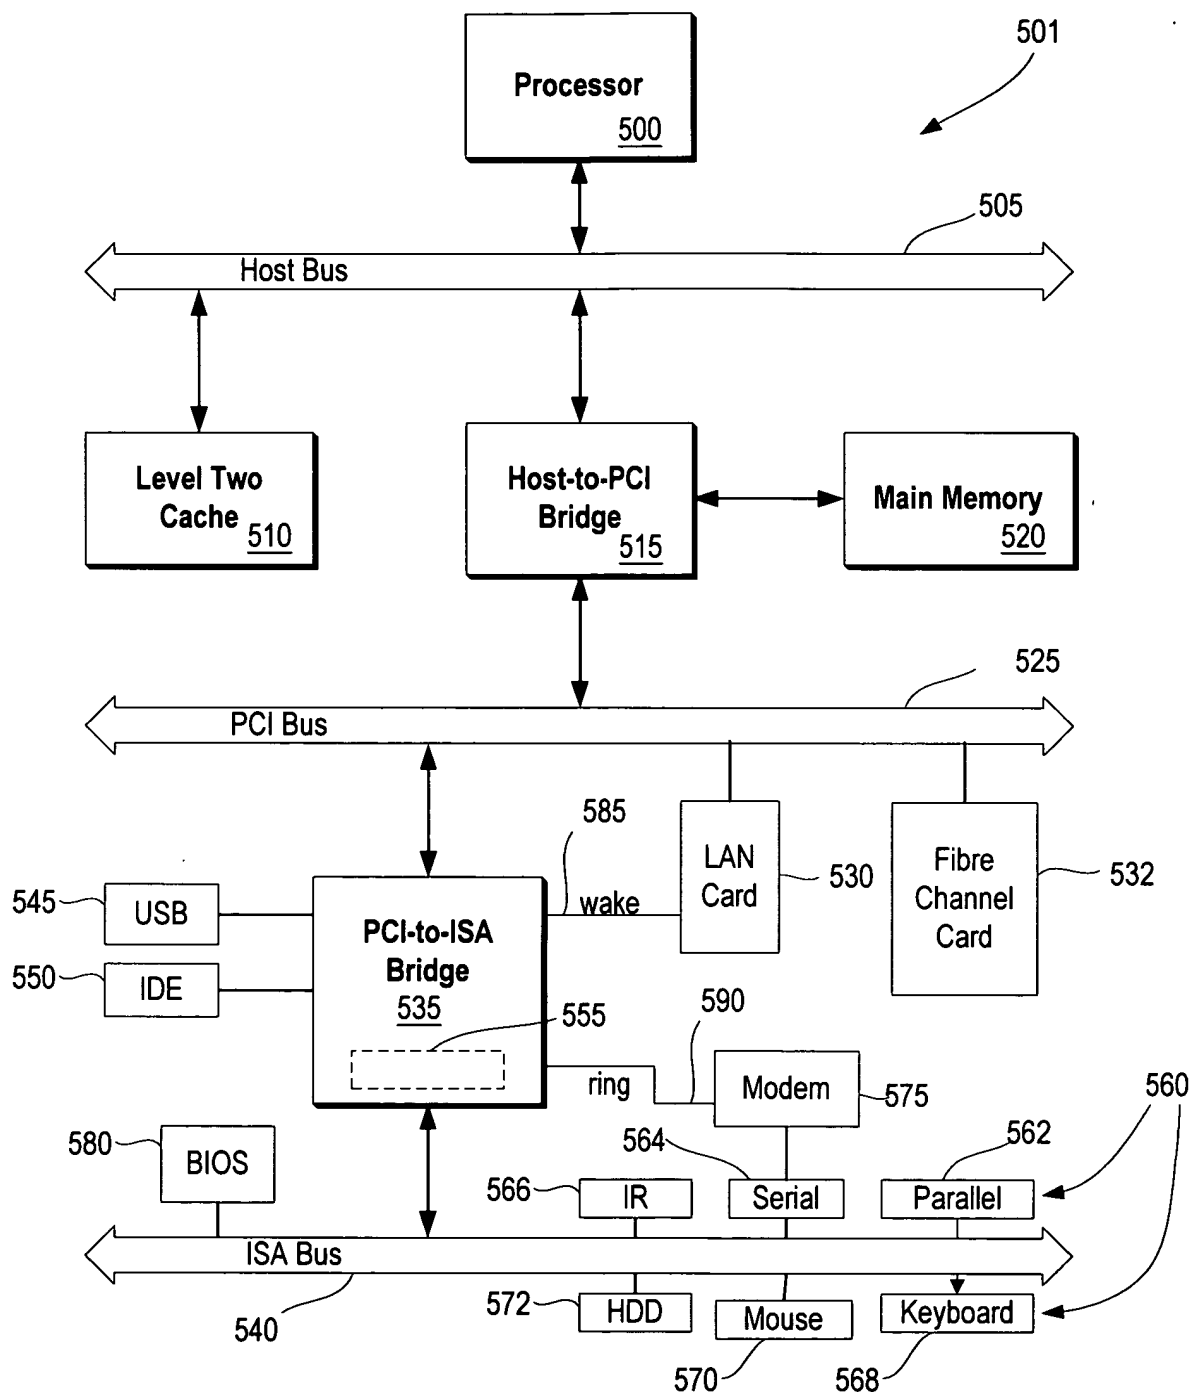 501
Processor
500
505
Host Bus
Level Two
Cache
510
Host-to-PCI
Bridge
515
Main Memory
520
525
PCI Bus
585
LAN
Card
530
Fibre
Channel
Card
532
545
USB
wake
PCI-to-ISA
Bridge
535
550
IDE
555
590
ring
Modem
575
560
580
BIOS
564
562
566
IR
Serial
Parallel
ISA Bus
572
HDD
Mouse
Keyboard
540
570
568